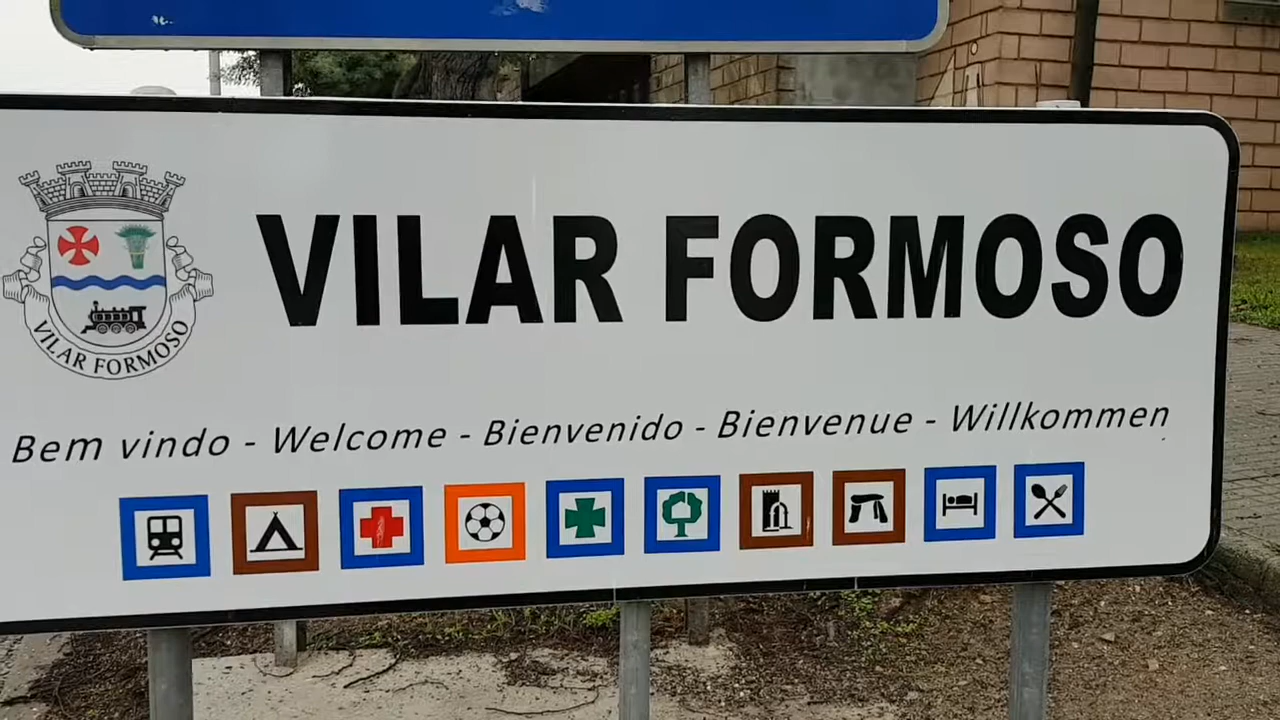 VILAR FORMOSO
VILAR FORMOSO
Bem vindo - Welcome - Bienvenido - Bienvenue - Willkommen